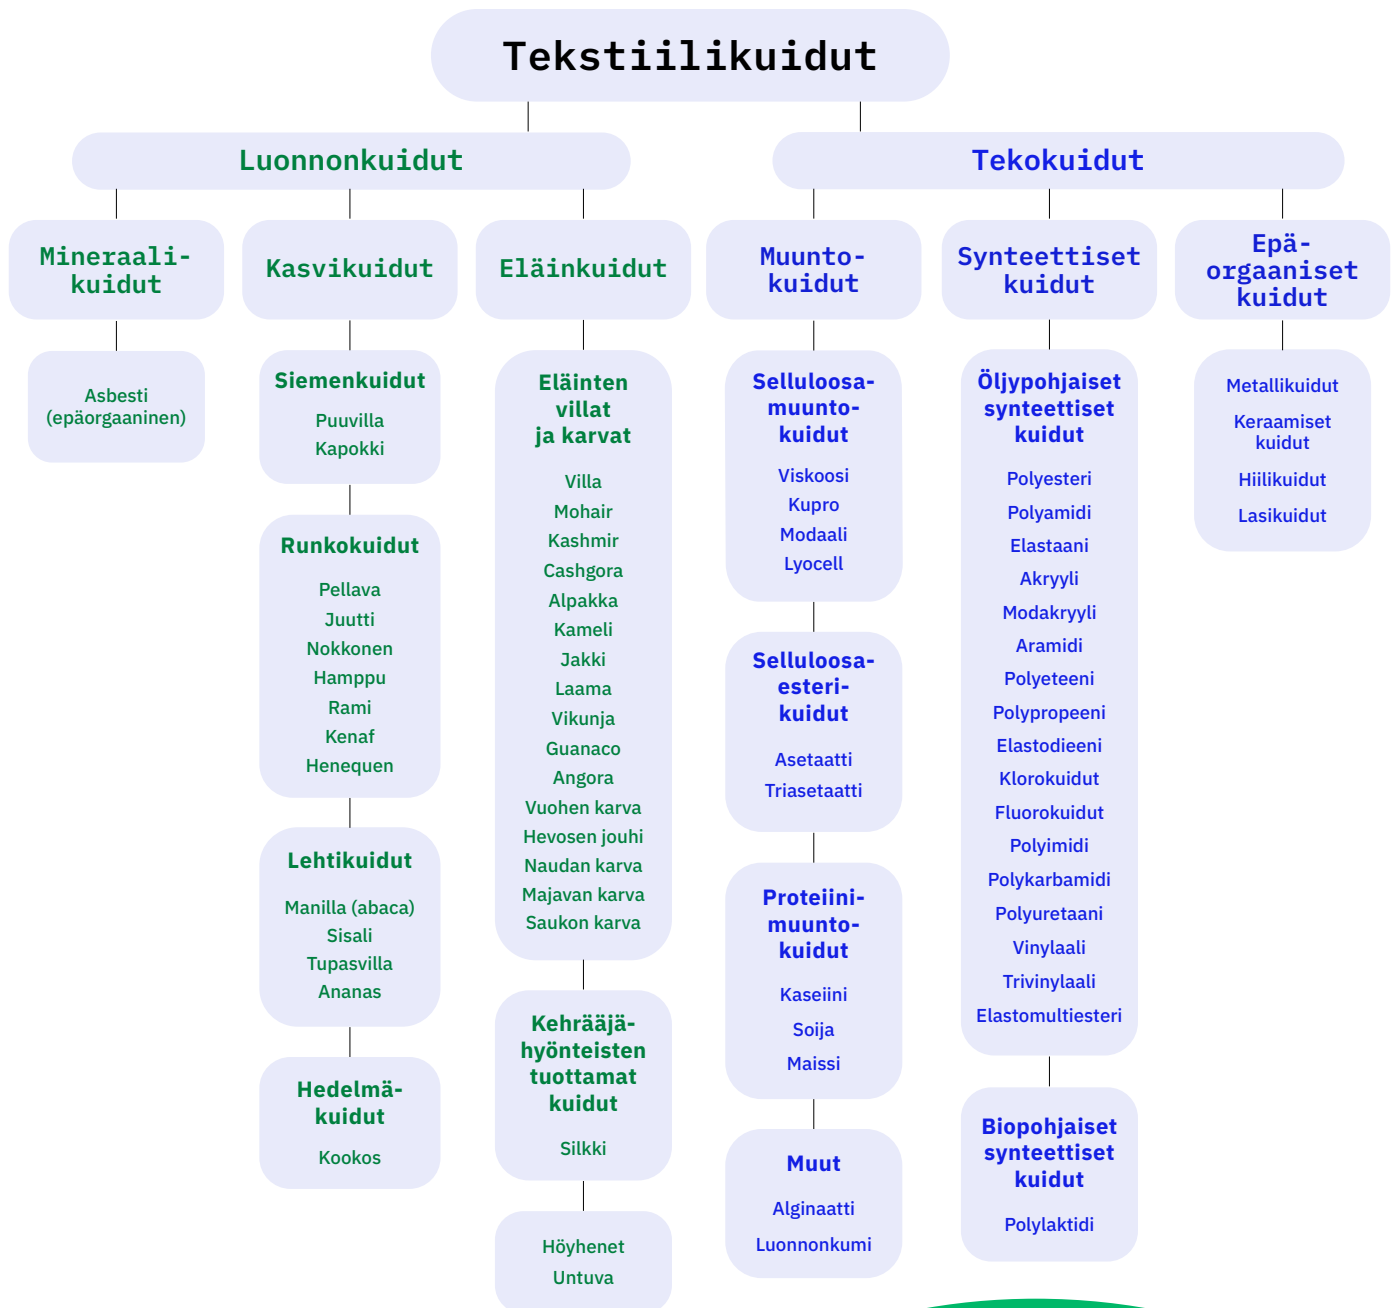 Tekstiilikuidut
Luonnonkuidut
Mineraali-
kuidut
Asbesti
(epäorgaaninen)
Kasvikuidut
Siemenkuidut
Puuvilla
Kapokki
Runkokuidut
Pellava
Juutti
Nokkonen
Hamppu
Rami
Kenaf
Henequen
Lehtikuidut
Manilla (abaca)
Sisali
Tupasvilla
Ananas
Hedelmä-
kuidut
Kookos
Eläinkuidut
Eläinten
villat
ja karvat
Villa
Mohair
Kashmir
Cashgora
Alpakka
Kameli
Jakki
Laama
Vikunja
Guanaco
Angora
Vuohen karva
Hevosen jouhi
Naudan karva
Majavan karva
Saukon karva
Kehrääjä-
hyönteisten
tuottamat
kuidut
Silkki
Höyhenet
Untuva
Tekokuidut
Muunto-
kuidut
Selluloosa-
muunto-
kuidut
Viskoosi
Kupro
Modaali
Lyocell
Selluloosa-
esteri-
kuidut
Asetaatti
Triasetaatti
Proteiini-
muunto-
kuidut
Kaseiini
Soija
Maissi
Muut
Alginaatti
Luonnonkumi
Synteettiset
kuidut
Öljypohjaiset
synteettiset
kuidut
Polyesteri
Polyamidi
Elastaani
Akryyli
Modakryyli
Aramidi
Polyeteeni
Polypropeeni
Elastodieeni
Klorokuidut
Fluorokuidut
Polyimidi
Polykarbamidi
Polyuretaani
Vinylaali
Trivinylaali
Elastomultiesteri
Biopohjaiset
synteettiset
kuidut
Polylaktidi
Epä-
orgaaniset
kuidut
Metallikuidut
Keraamiset
kuidut
Hiilikuidut
Lasikuidut